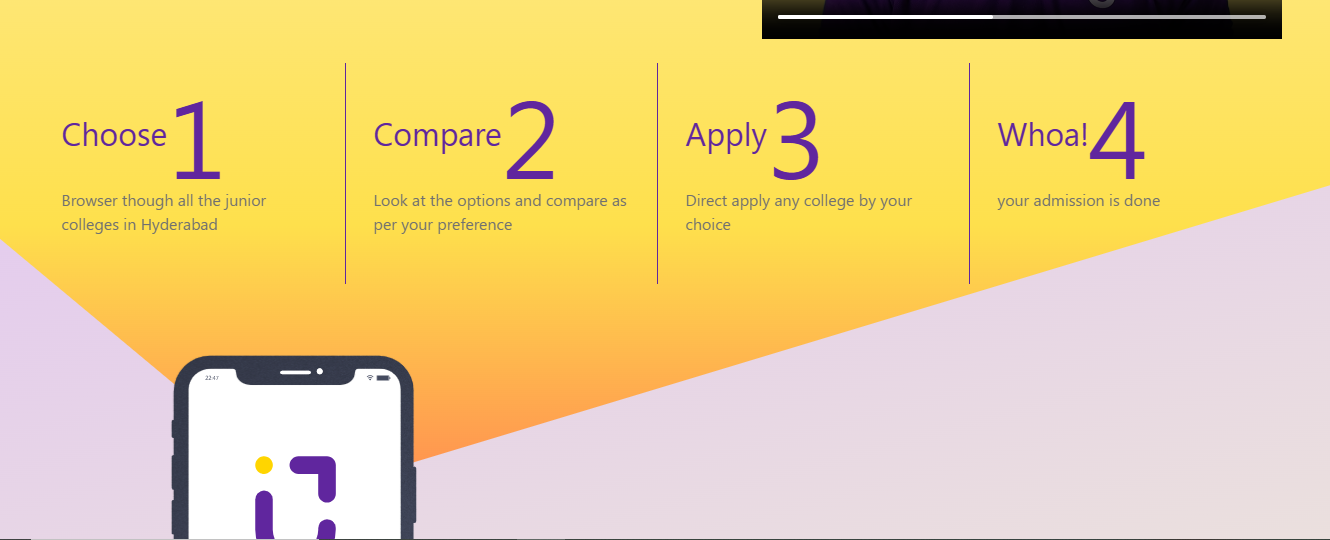 Choose 1
Browser though all the junior
colleges in Hyderabad
Compare 2
Look at the options and compare as
per your preference
Apply 3
Direct apply any college by your
choice
Whoa! 4
your admission is done
22:47